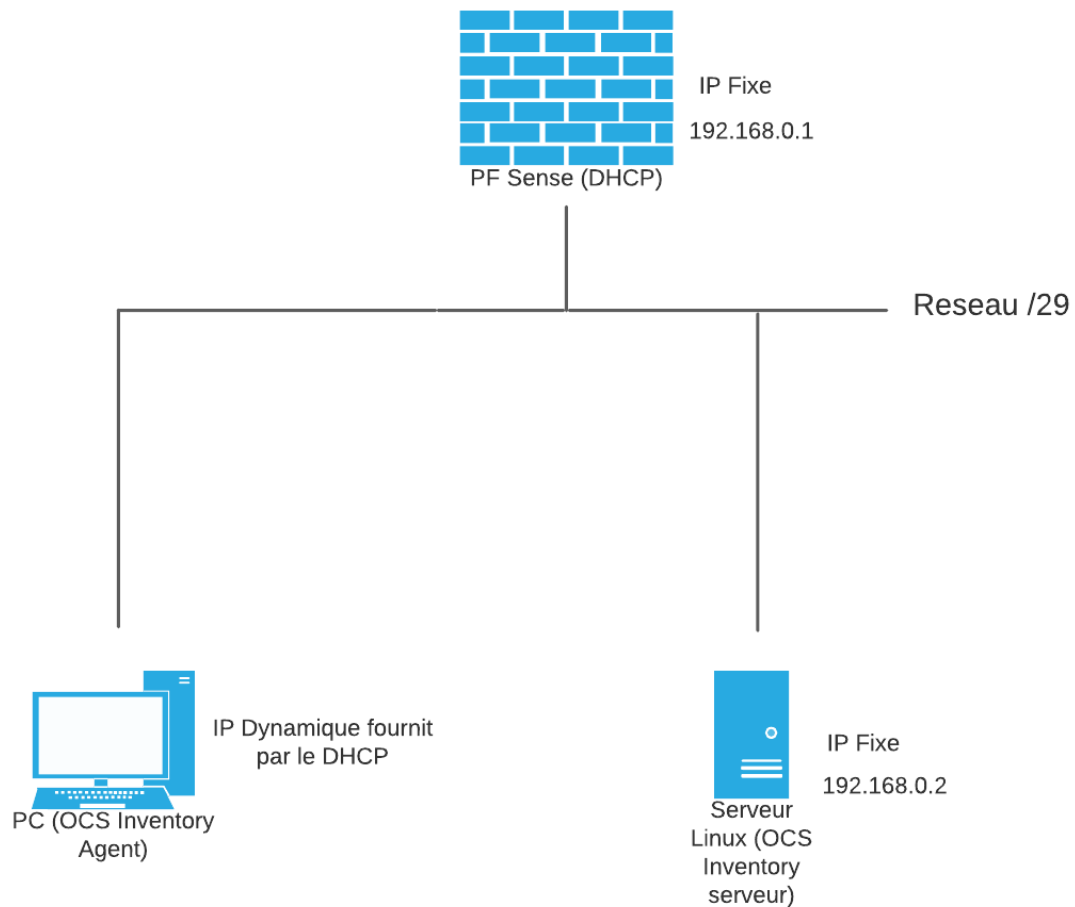 IP Fixe
192.168.0.1
PF Sense (DHCP)
Reseau /29
IP Dynamique fournit
par le DHCP
PC (OCS Inventory
Agent)
IP Fixe
192.168.0.2
Serveur
Linux (OCS
Inventory
serveur)